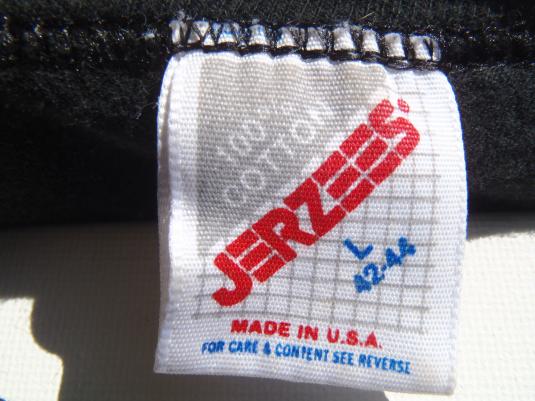 100%
COTTON
JERZEES®
L
42-44
MADE IN U.S.A.
FOR CARE & CONTENT SEE REVERSE